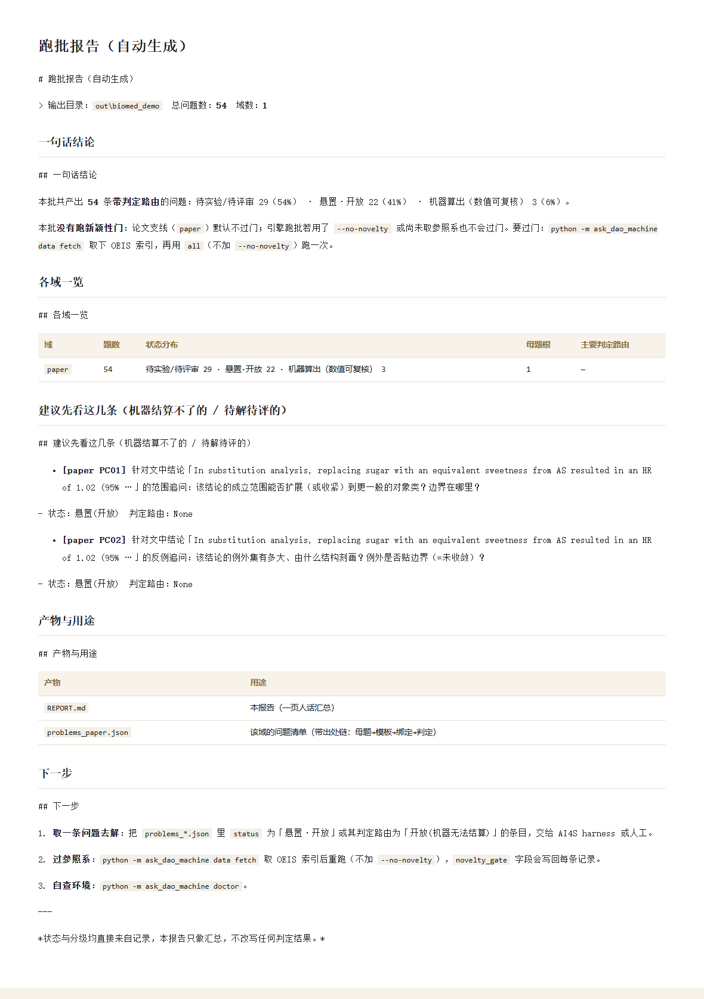 跑批报告（自动生成）
# 跑批报告（自动生成）
> 输出目录：out\biomed_demo 总问题数：54 域数：1
一句话结论
## 一句话结论
本批共产出 54 条带判定路由的问题：待实验/待评审 29（54%） · 悬置·开放 22（41%） · 机器算出（数值可复核） 3（6%）。
本批没有跑新颖性门：论文支线（paper）默认不过门；引擎跑批若用了 --no-novelty 或尚未取参照系也不会过门。要过门：python -m ask_dao_machine
data fetch 取下 OEIS 索引，再用 all（不加 --no-novelty）跑一次。
各域一览
## 各域一览
域 题数 状态分布 母题根 主要判定路由
paper 54 待实验/待评审 29 · 悬置·开放 22 · 机器算出（数值可复核） 3 1 —
建议先看这几条（机器结算不了的 / 待解待评的）
## 建议先看这几条（机器结算不了的 / 待解待评的）
• [paper PC01] 针对文中结论「In substitution analysis, replacing sugar with an equivalent sweetness from AS resulted in an HR
of 1.02 (95% …」的范围追问：该结论的成立范围能否扩展（或收紧）到更一般的对象类？边界在哪里？
- 状态：悬置(开放) 判定路由：None
• [paper PC02] 针对文中结论「In substitution analysis, replacing sugar with an equivalent sweetness from AS resulted in an HR
of 1.02 (95% …」的反例追问：该结论的例外集有多大、由什么结构刻画？例外是否贴边界（=未收敛）？
- 状态：悬置(开放) 判定路由：None
产物与用途
## 产物与用途
产物 用途
REPORT.md 本报告（一页人话汇总）
problems_paper.json 该域的问题清单（带出处链：母题→模板→绑定→判定）
下一步
## 下一步
1. 取一条问题去解：把 problems_*.json 里 status 为「悬置·开放」或其判定路由为「开放(机器无法结算)」的条目，交给 AI4S harness 或人工。
2. 过参照系：python -m ask_dao_machine data fetch 取 OEIS 索引后重跑（不加 --no-novelty），novelty_gate 字段会写回每条记录。
3. 自查环境：python -m ask_dao_machine doctor。
---
*状态与分级均直接来自记录，本报告只做汇总，不改写任何判定结果。*